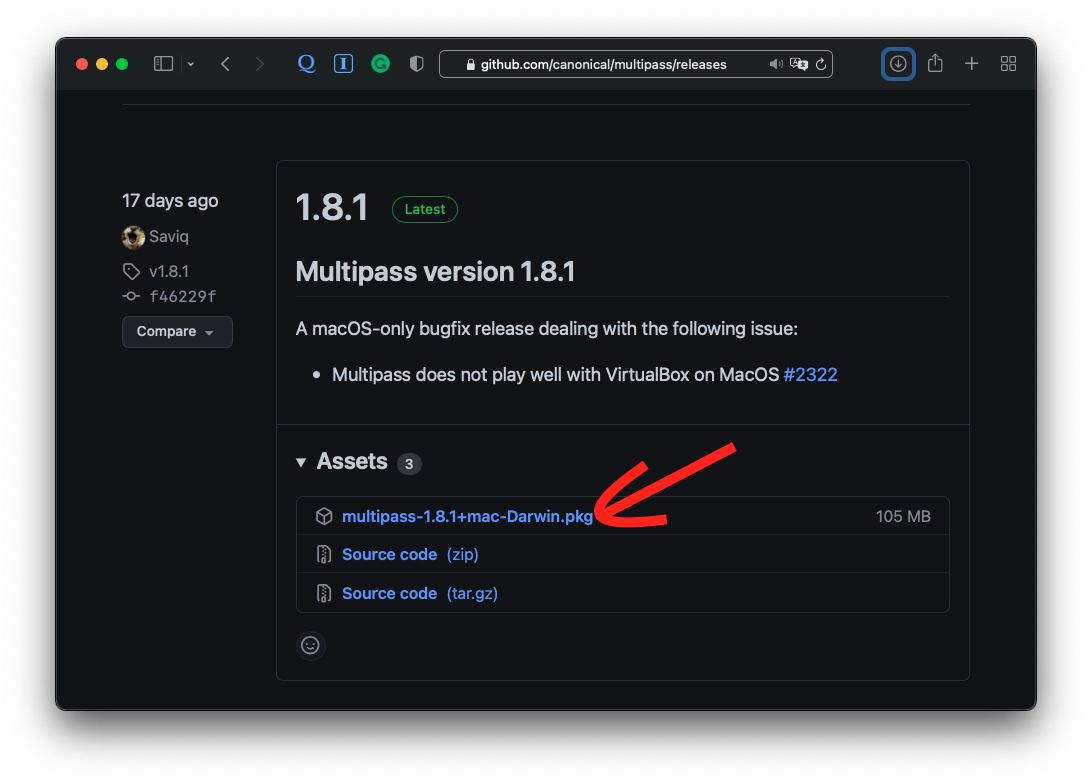 github.com/canonical/multipass/releases
17 days ago
Saviq
v1.8.1
f46229f
Compare
1.8.1 Latest
Multipass version 1.8.1
A macOS-only bugfix release dealing with the following issue:
• Multipass does not play well with VirtualBox on MacOS #2322
Assets 3
multipass-1.8.1+mac-Darwin.pkg 105 MB
Source code (zip)
Source code (tar.gz)